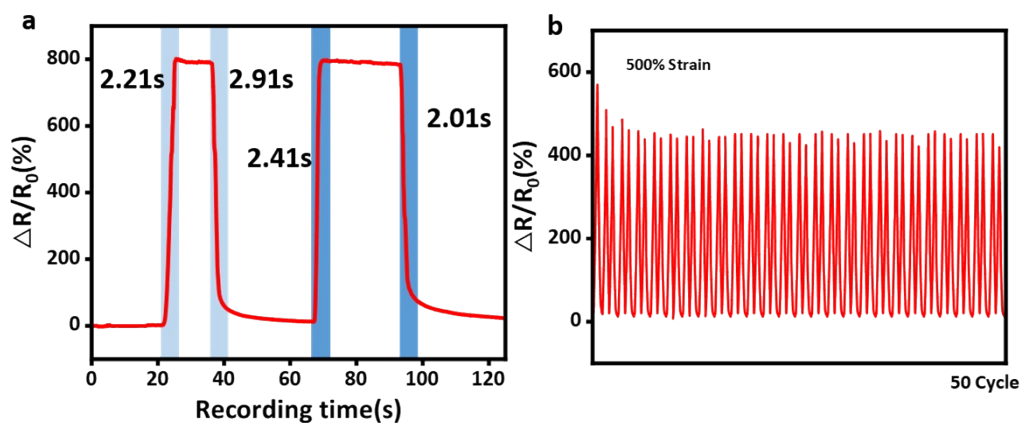 a
800
600
400
200
0
2.21s
2.91s
2.41s
2.01s
△R/R0(%)
0 20 40 60 80 100 120
Recording time(s)
b
500% Strain
600
400
200
0
△R/R0(%)
50 Cycle